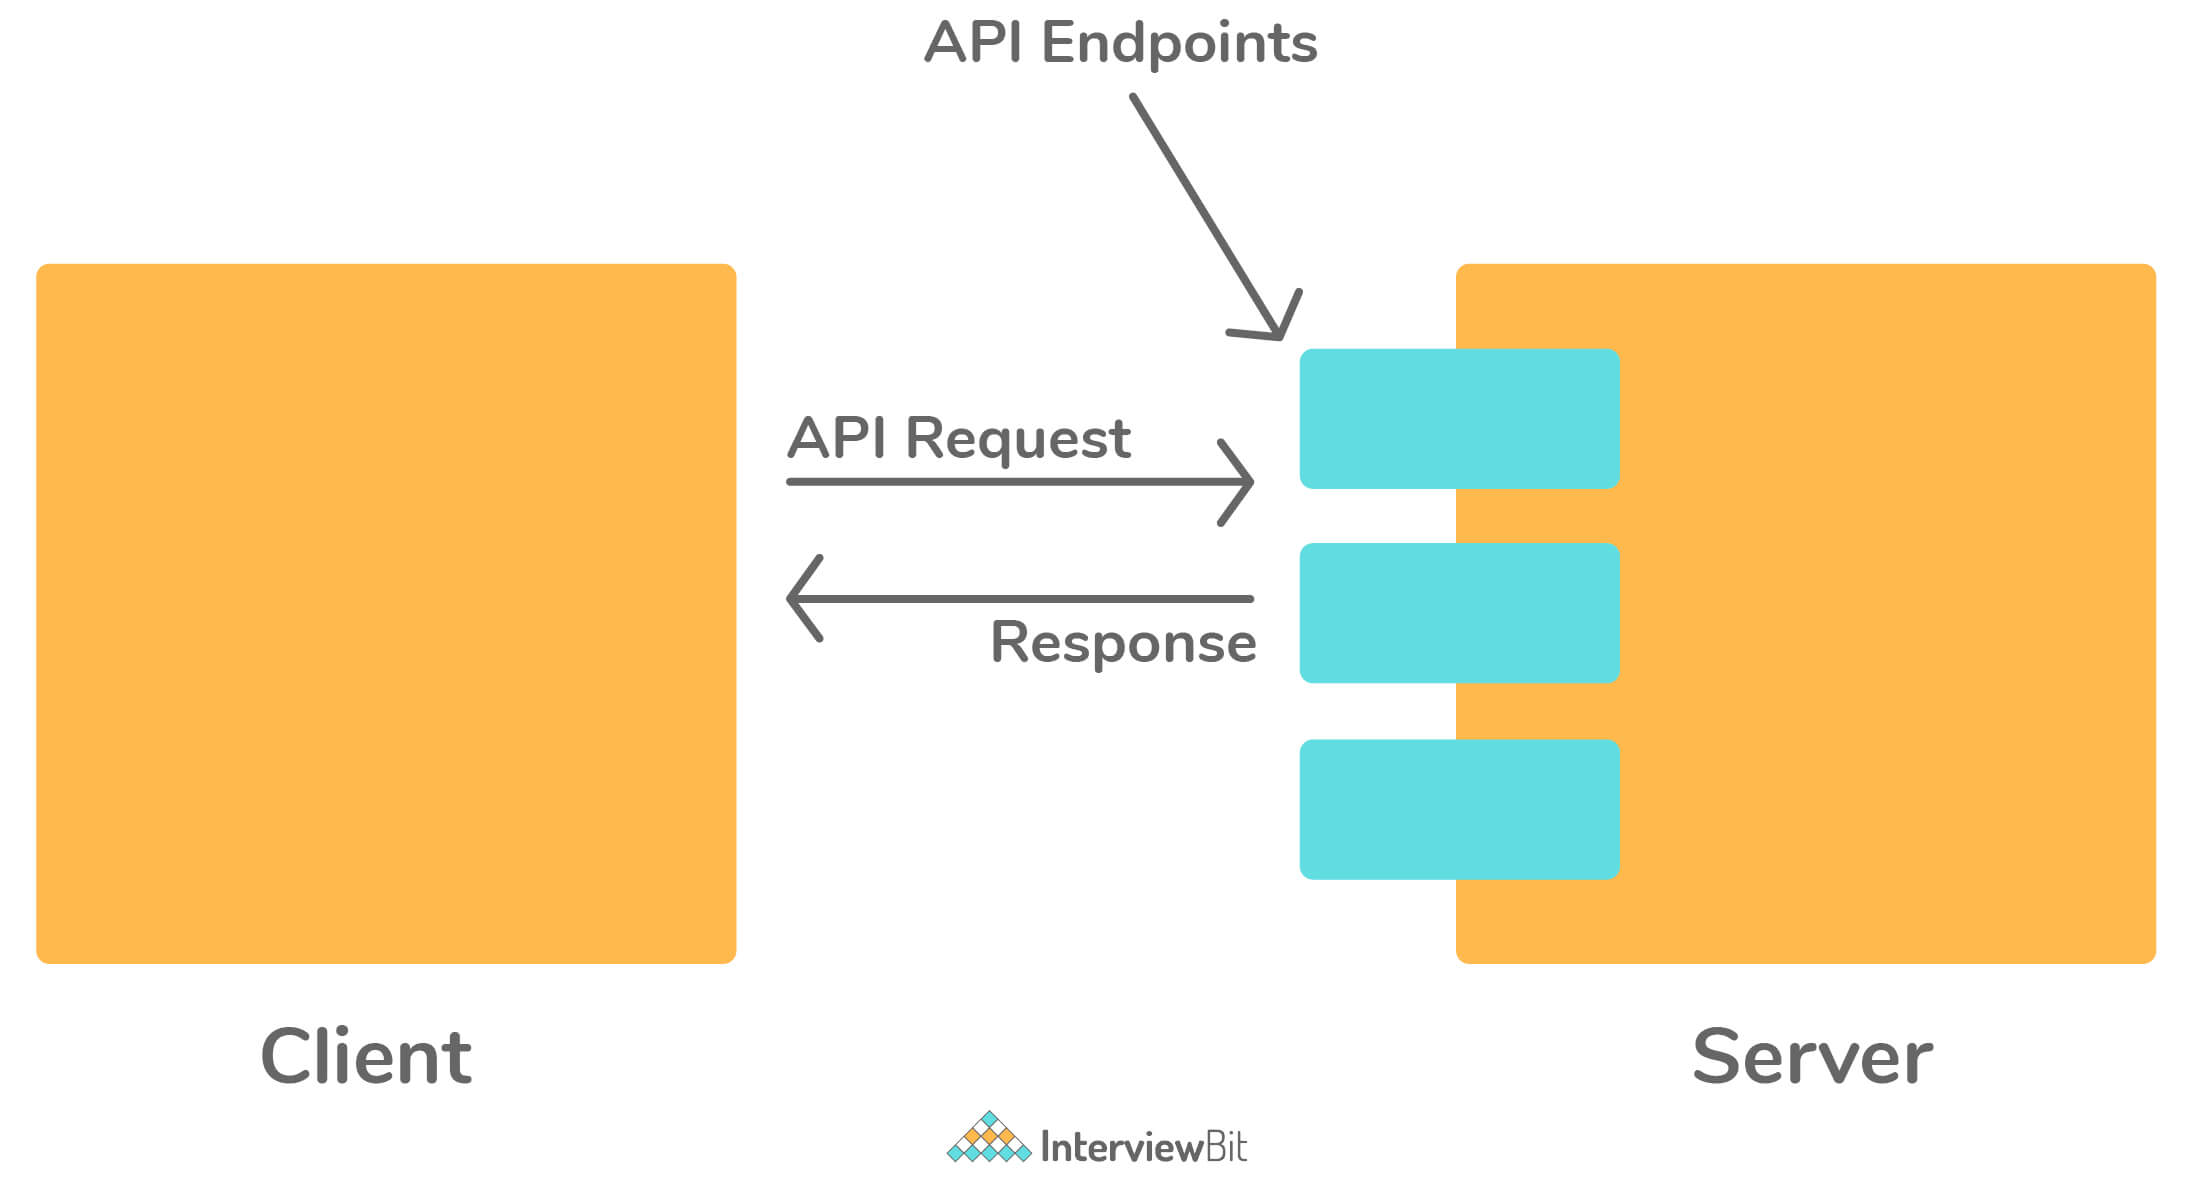 API Endpoints
API Request
Response
Client
Server
InterviewBit